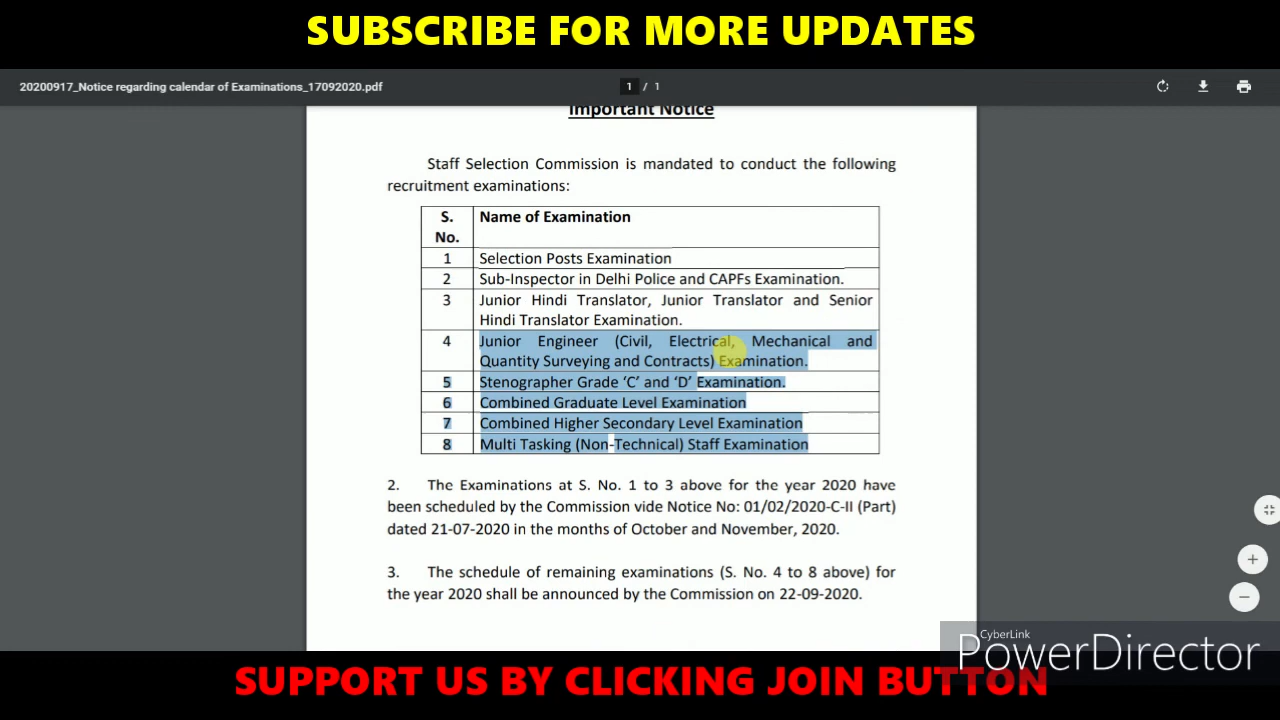 SUBSCRIBE FOR MORE UPDATES
20200917_Notice regarding calendar of Examinations_17092020.pdf
1 / 1
Important Notice
Staff Selection Commission is mandated to conduct the following
recruitment examinations:
S. Name of Examination
No.
1 Selection Posts Examination
2 Sub-Inspector in Delhi Police and CAPFs Examination.
3 Junior Hindi Translator, Junior Translator and Senior
Hindi Translator Examination.
4 Junior Engineer (Civil, Electrical, Mechanical and
Quantity Surveying and Contracts) Examination.
5 Stenographer Grade ‘C’ and ‘D’ Examination.
6 Combined Graduate Level Examination
7 Combined Higher Secondary Level Examination
8 Multi Tasking (Non-Technical) Staff Examination
2. The Examinations at S. No. 1 to 3 above for the year 2020 have
been scheduled by the Commission vide Notice No: 01/02/2020-C-II (Part)
dated 21-07-2020 in the months of October and November, 2020.
3. The schedule of remaining examinations (S. No. 4 to 8 above) for
the year 2020 shall be announced by the Commission on 22-09-2020.
CyberLink
PowerDirector
SUPPORT US BY CLICKING JOIN BUTTON